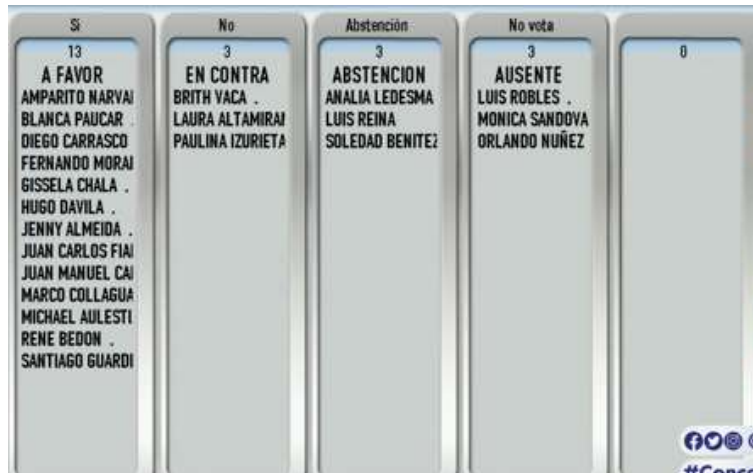 Si
13
A FAVOR
AMPARITO NARVAI
BLANCA PAUCAR .
DIEGO CARRASCO
FERNANDO MORAI
GISSELA CHALA .
HUGO DAVILA .
JENNY ALMEIDA .
JUAN CARLOS FIAI
JUAN MANUEL CAI
MARCO COLLAGUA
MICHAEL AULESTI
RENE BEDON .
SANTIAGO GUARDI
No
3
EN CONTRA
BRITH VACA .
LAURA ALTAMIRAI
PAULINA IZURIETA
Abstención
3
ABSTENCION
ANALIA LEDESMA
LUIS REINA
SOLEDAD BENITEZ
No vota
3
AUSENTE
LUIS ROBLES .
MONICA SANDOVA
ORLANDO NUÑEZ
0